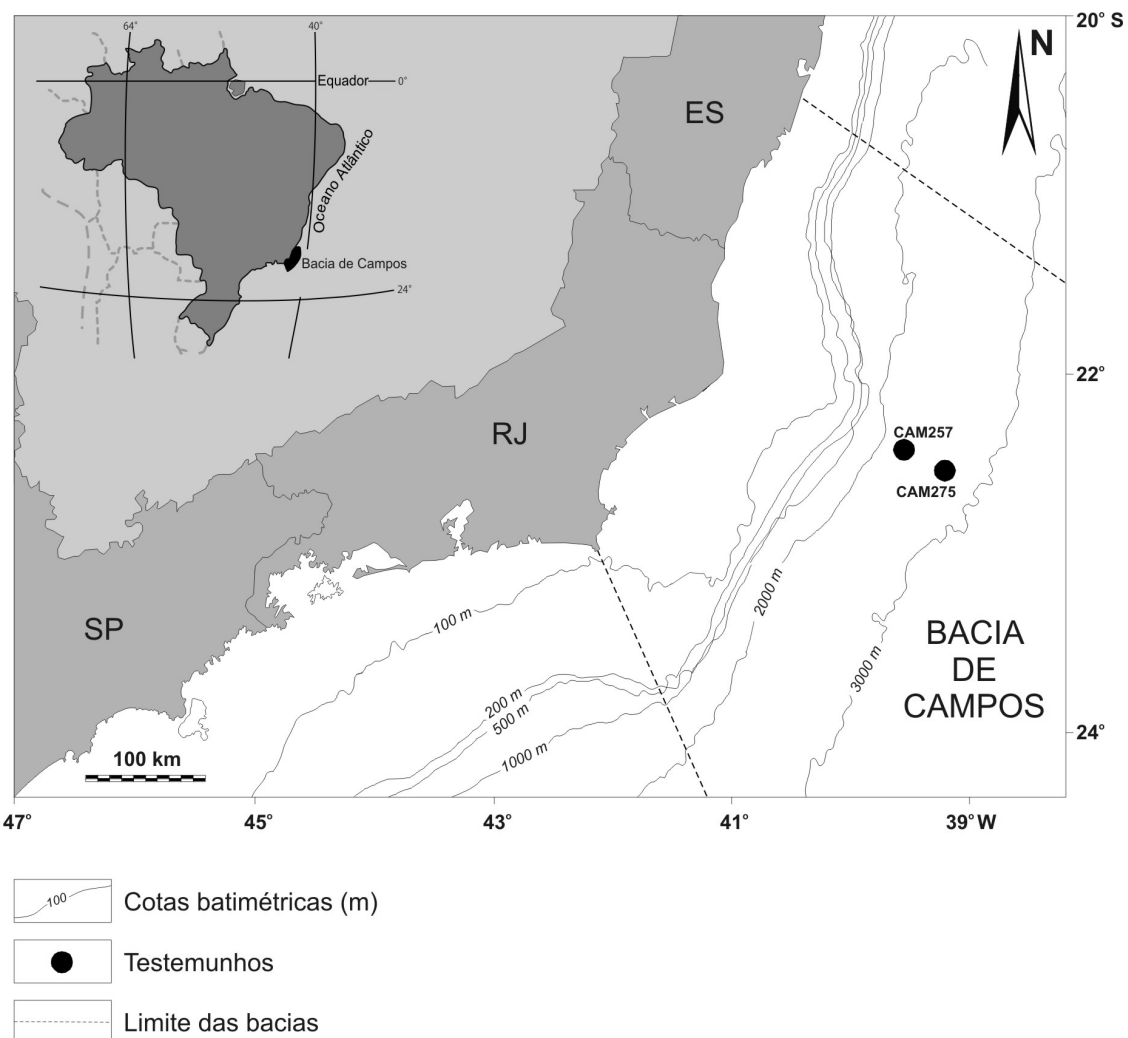 64°
40°
Equador
0°
Oceano Atlântico
Bacia de Campos
24°
20° S
N
ES
22°
RJ
CAM257
CAM275
SP
100 m
200 m
500 m
1000 m
2000 m
3000 m
BACIA
DE
CAMPOS
24°
100 km
47°
45°
43°
41°
39° W
100
Cotas batimétricas (m)
Testemunhos
Limite das bacias